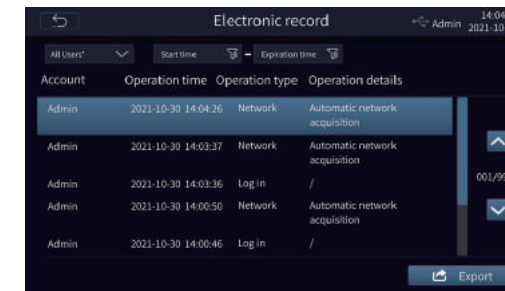 Electronic record
Admin
14:04
2021-10
All Users*
Start time – Expiration time
Account Operation time Operation type Operation details
Admin 2021-10-30 14:04:26 Network Automatic network
acquisition
Admin 2021-10-30 14:03:37 Network Automatic network
acquisition
Admin 2021-10-30 14:03:36 Log in /
Admin 2021-10-30 14:00:50 Network Automatic network
acquisition
Admin 2021-10-30 14:00:46 Log in /
001/99
Export